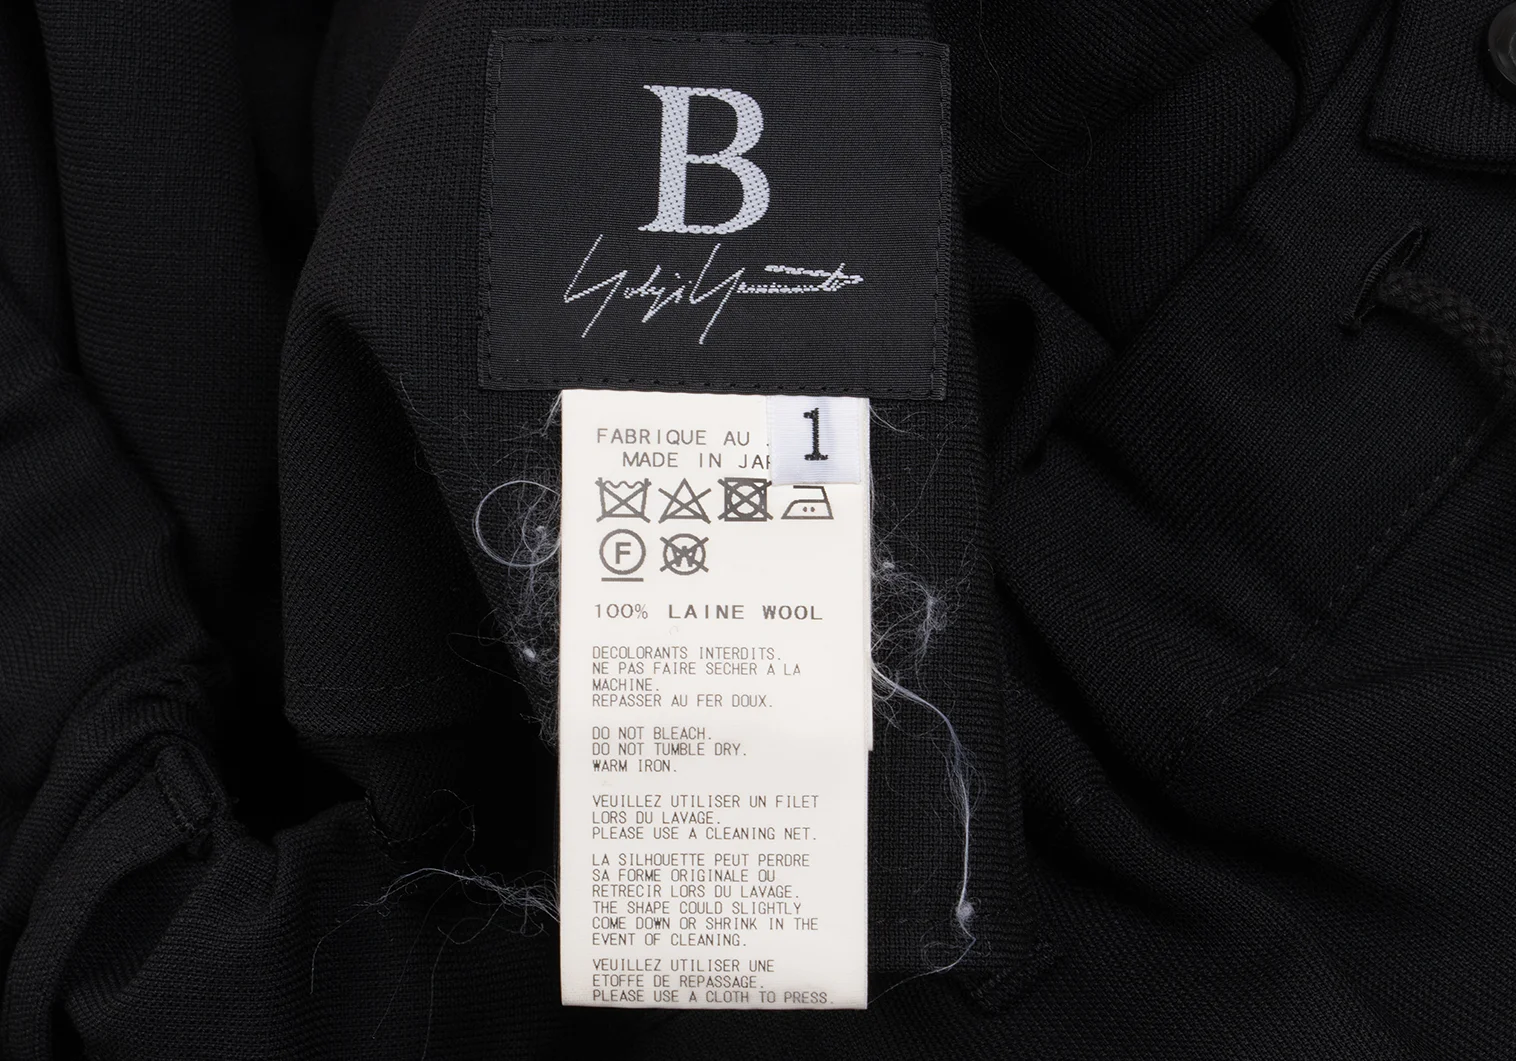 B
Yohji Yamamoto
1
FABRIQUE AU
MADE IN JAP
F
W
100% LAINE WOOL
DECOLORANTS INTERDITS.
NE PAS FAIRE SECHER A LA
MACHINE.
REPASSER AU FER DOUX.
DO NOT BLEACH.
DO NOT TUMBLE DRY.
WARM IRON.
VEUILLEZ UTILISER UN FILET
LORS DU LAVAGE.
PLEASE USE A CLEANING NET.
LA SILHOUETTE PEUT PERDRE
SA FORME ORIGINALE OU
RETRECIR LORS DU LAVAGE.
THE SHAPE COULD SLIGHTLY
COME DOWN OR SHRINK IN THE
EVENT OF CLEANING.
VEUILLEZ UTILISER UNE
ETOFFE DE REPASSAGE.
PLEASE USE A CLOTH TO PRESS.